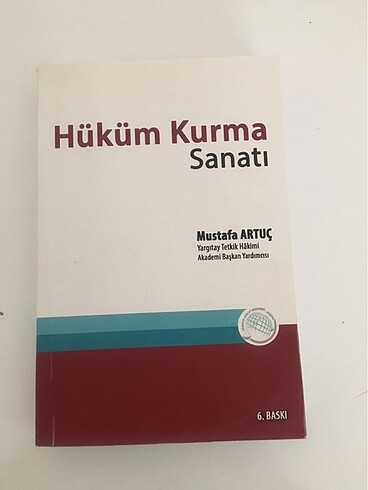 Hüküm Kurma
Sanatı
Mustafa ARTUÇ
Yargıtay Tetkik Hâkimi
Akademi Başkan Yardımcısı
6. BASKI